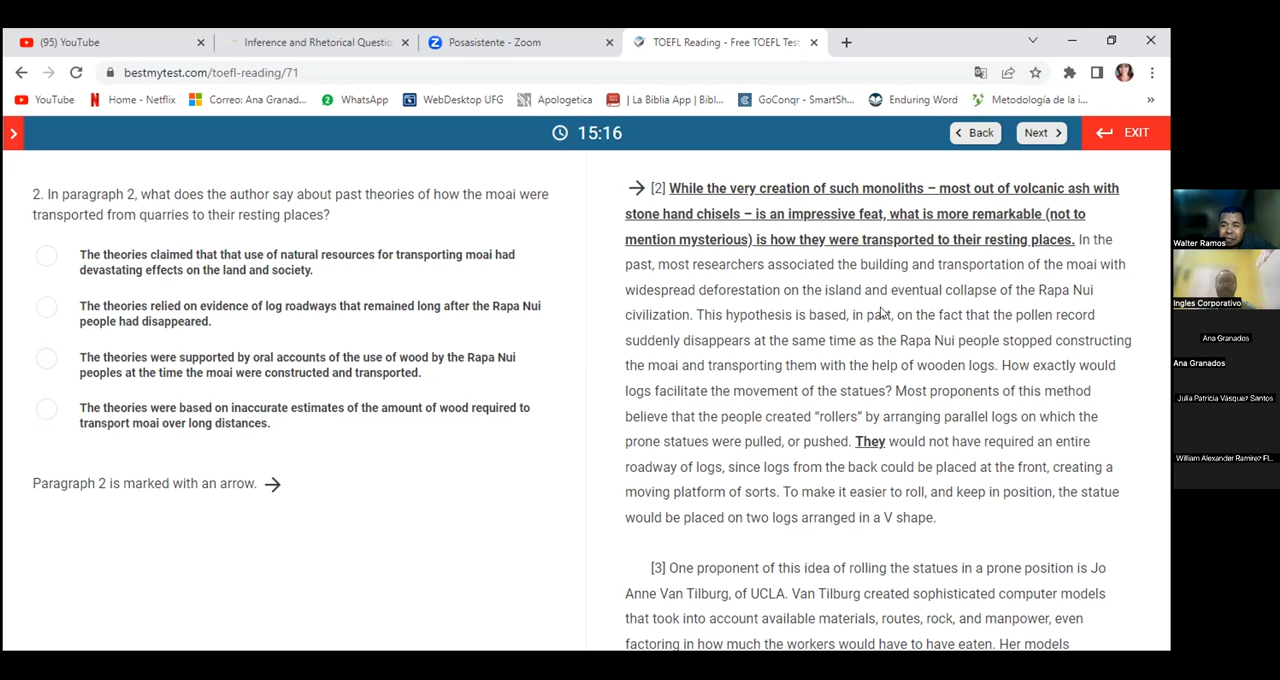 (95) YouTube
Inference and Rhetorical Questio
Posasistente - Zoom
TOEFL Reading - Free TOEFL Test
bestmytest.com/toefl-reading/71
YouTube
Home - Netflix
Correo: Ana Granad...
WhatsApp
WebDesktop UFG
Apologetica
| La Biblia App | Bibl...
GoConqr - SmartSh...
Enduring Word
Metodología de la i...
»
15:16
Back
Next
EXIT
2. In paragraph 2, what does the author say about past theories of how the moai were
transported from quarries to their resting places?
The theories claimed that that use of natural resources for transporting moai had
devastating effects on the land and society.
The theories relied on evidence of log roadways that remained long after the Rapa Nui
people had disappeared.
The theories were supported by oral accounts of the use of wood by the Rapa Nui
peoples at the time the moai were constructed and transported.
The theories were based on inaccurate estimates of the amount of wood required to
transport moai over long distances.
Paragraph 2 is marked with an arrow. →
→ [2] While the very creation of such monoliths – most out of volcanic ash with
stone hand chisels – is an impressive feat, what is more remarkable (not to
mention mysterious) is how they were transported to their resting places. In the
past, most researchers associated the building and transportation of the moai with
widespread deforestation on the island and eventual collapse of the Rapa Nui
civilization. This hypothesis is based, in part, on the fact that the pollen record
suddenly disappears at the same time as the Rapa Nui people stopped constructing
the moai and transporting them with the help of wooden logs. How exactly would
logs facilitate the movement of the statues? Most proponents of this method
believe that the people created “rollers” by arranging parallel logs on which the
prone statues were pulled, or pushed. They would not have required an entire
roadway of logs, since logs from the back could be placed at the front, creating a
moving platform of sorts. To make it easier to roll, and keep in position, the statue
would be placed on two logs arranged in a V shape.
[3] One proponent of this idea of rolling the statues in a prone position is Jo
Anne Van Tilburg, of UCLA. Van Tilburg created sophisticated computer models
that took into account available materials, routes, rock, and manpower, even
factoring in how much the workers would have to have eaten. Her models
Walter Ramos
Ingles Corporativo
Ana Granados
Ana Granados
Julia Patricia Vásquez Santos
William Alexander Ramirez Fl...